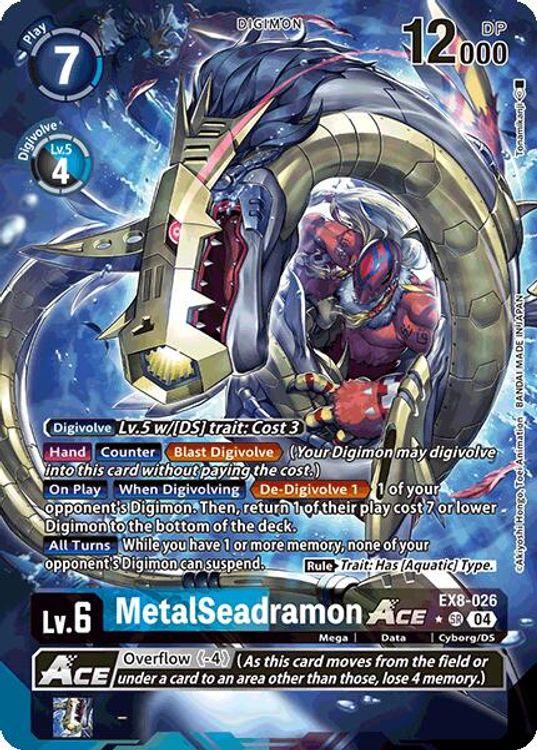 Play
7
DIGIMON
12000
DP
Digivolve
Lv.5
4
Tonamikanji
BANDAI MADE IN JAPAN
©Akiyoshi Hongo, Toei Animation
Digivolve Lv.5 w/[DS] trait: Cost 3
Hand Counter Blast Digivolve (Your Digimon may digivolve
into this card without paying the cost.)
On Play When Digivolving De-Digivolve 1 1 of your
opponent's Digimon. Then, return 1 of their play cost 7 or lower
Digimon to the bottom of the deck.
All Turns While you have 1 or more memory, none of your
opponent's Digimon can suspend.
Rule Trait: Has [Aquatic] Type.
Lv.6 MetalSeadramon ACE EX8-026
SR 04
Mega Data Cyborg/DS
ACE Overflow ⟨-4⟩ (As this card moves from the field or
under a card to an area other than those, lose 4 memory.)
-